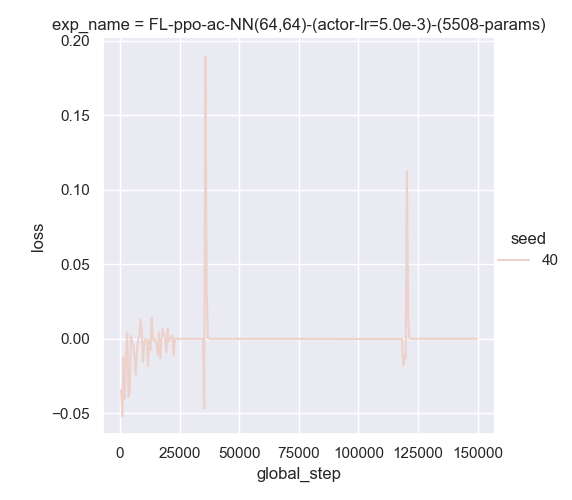 exp_name = FL-ppo-ac-NN(64,64)-(actor-lr=5.0e-3)-(5508-params)
0.20
0.15
0.10
0.05
0.00
−0.05
loss
seed
40
0 25000 50000 75000 100000 125000 150000
global_step